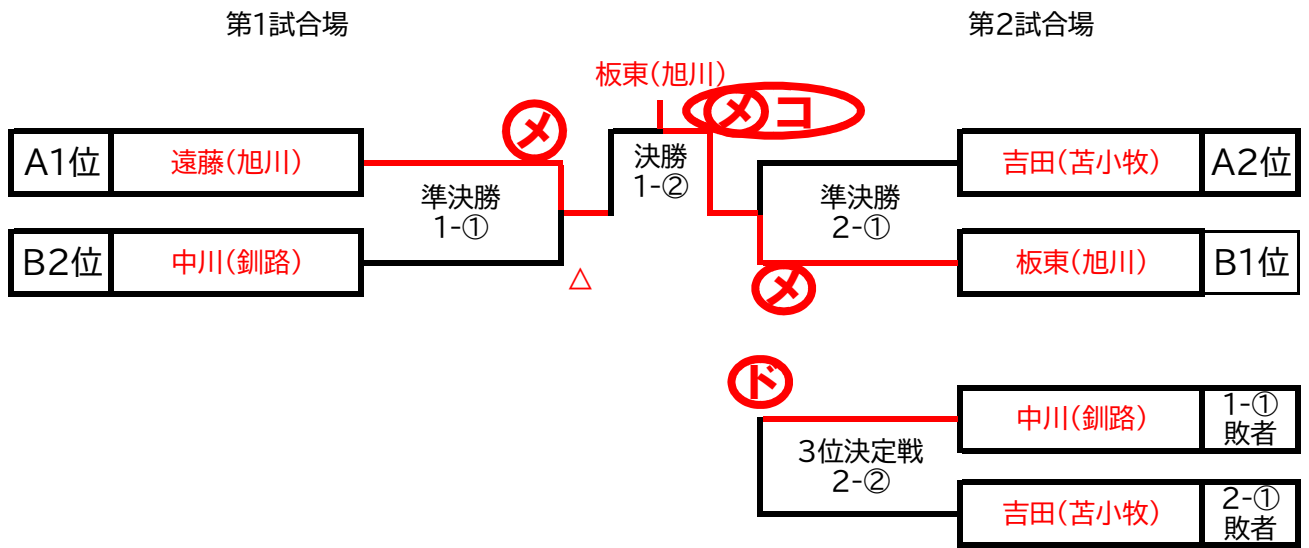 第1試合場
第2試合場
板東(旭川)
メ
メコ
A1位
遠藤(旭川)
準決勝
1-①
決勝
1-②
準決勝
2-①
吉田(苫小牧)
A2位
B2位
中川(釧路)
△
メ
板東(旭川)
B1位
ド
3位決定戦
2-②
中川(釧路)
1-①
敗者
吉田(苫小牧)
2-①
敗者